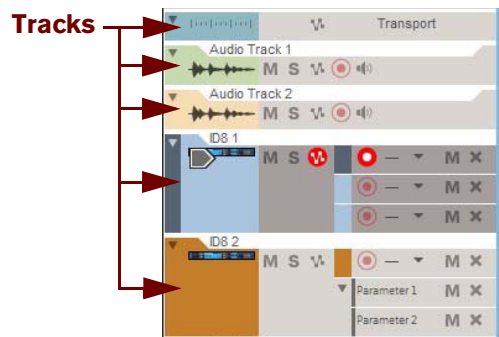 Tracks
Transport
Audio Track 1
M S
Audio Track 2
M S
ID8 1
M S M
M
M
ID8 2
M S M
Parameter 1 M
Parameter 2 M